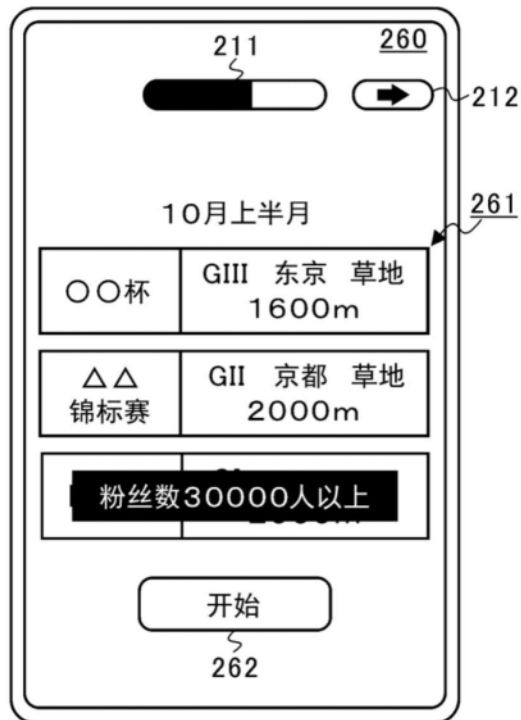 211
260
212
10月上半月
261
〇〇杯
GIII 东京 草地
1600m
△△
锦标赛
GII 京都 草地
2000m
粉丝数30000人以上
开始
262